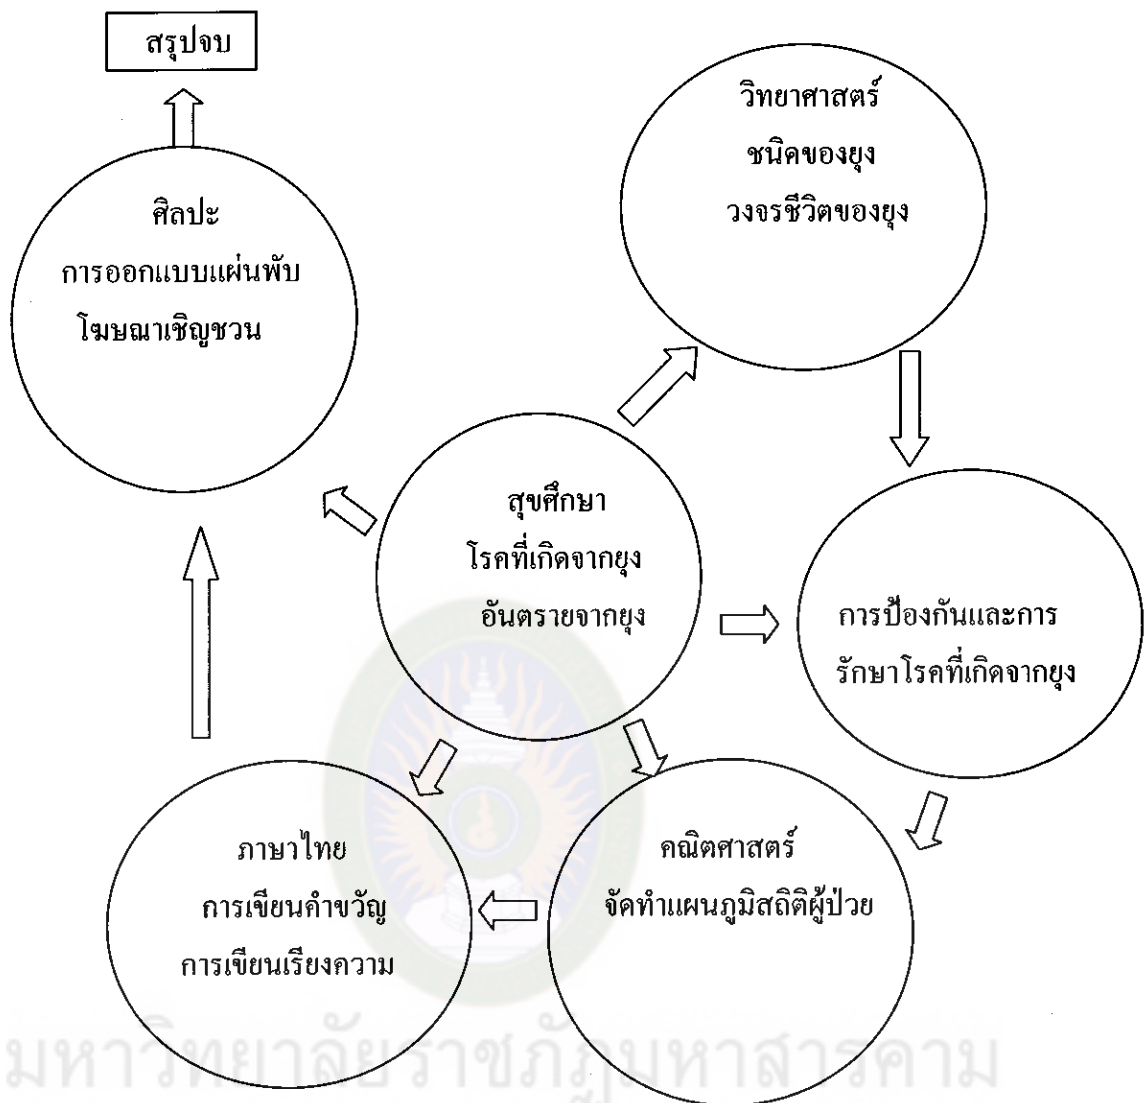 สรุปจบ
วิทยาศาสตร์
ชนิดของยุง
วงจรชีวิตของยุง
ศิลปะ
การออกแบบแผ่นพับ
โฆษณาเชิญชวน
สุขศึกษา
โรคที่เกิดจากยุง
อันตรายจากยุง
การป้องกันและการ
รักษาโรคที่เกิดจากยุง
ภาษาไทย
การเขียนคำขวัญ
การเขียนเรียงความ
คณิตศาสตร์
จัดทำแผนภูมิสถิติผู้ป่วย
มหาวิทยาลัยราชภัฏมหาสารคาม